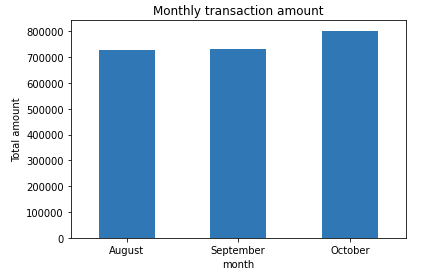 Monthly transaction amount
800000
700000
600000
500000
400000
300000
200000
100000
0
Total amount
August September October
month